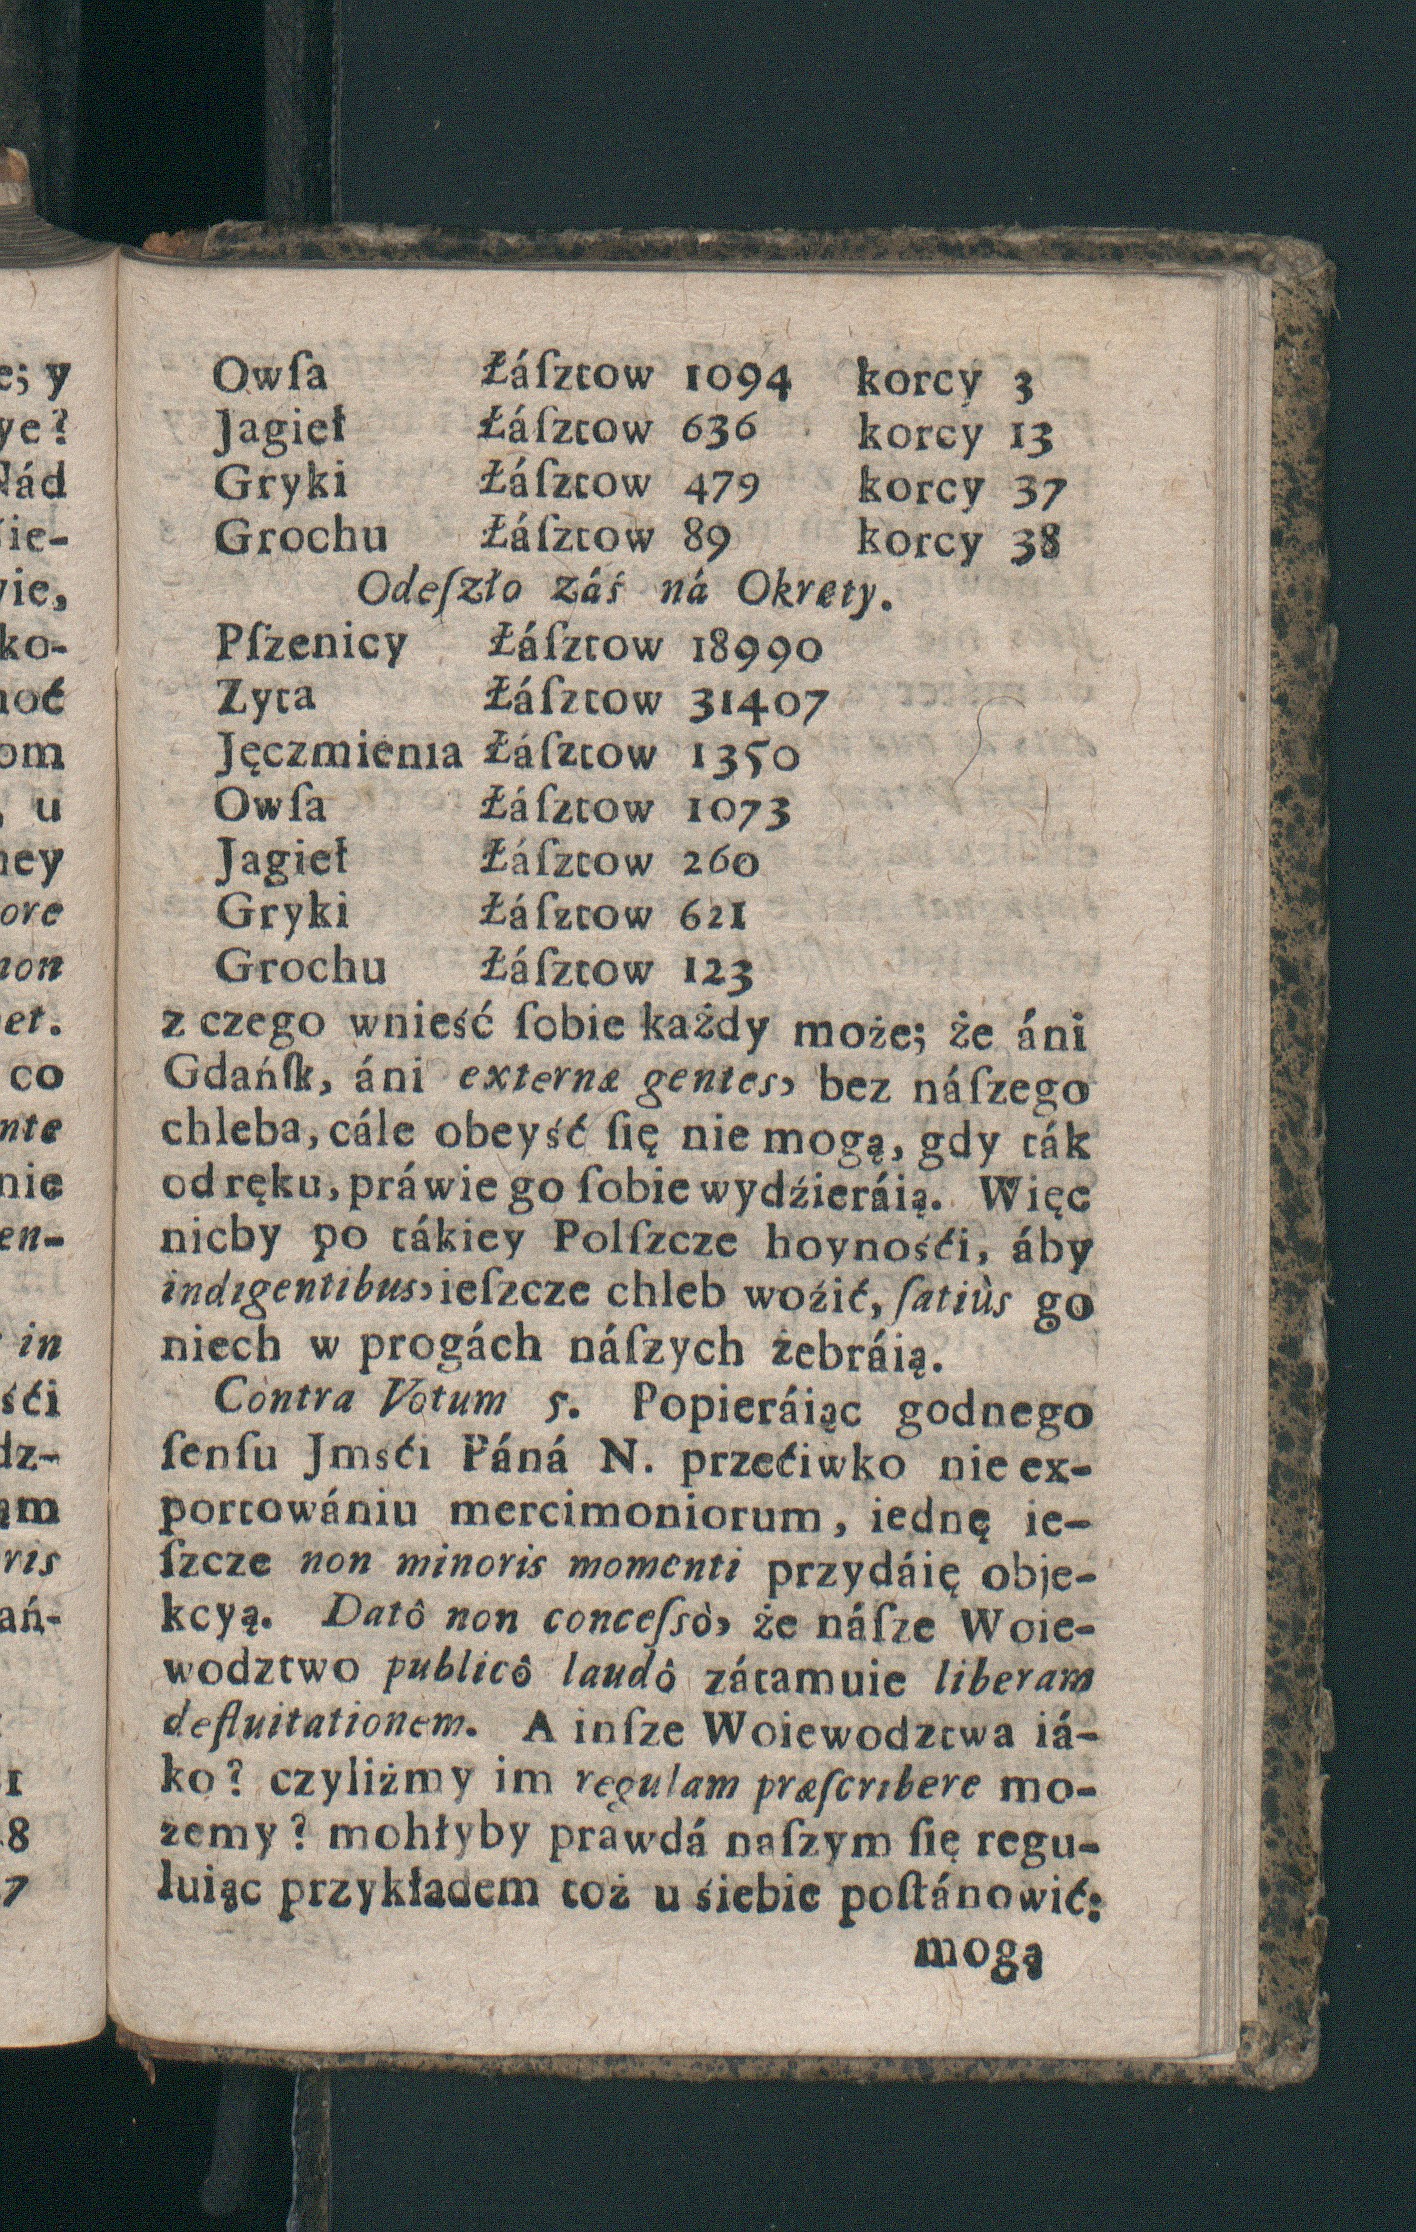 Owſa Łáſztow 1094 korcy 3
Jagieł Łáſztow 636 korcy 13
Gryki Łáſztow 479 korcy 37
Grochu Łáſztow 89 korcy 38
Odeſzło záś ná Okręty.
Pſzenicy Łáſztow 18990
Zyta Łáſztow 31407
Jęczmienia Łáſztow 1350
Owſa Łáſztow 1073
Jagieł Łáſztow 260
Gryki Łáſztow 621
Grochu Łáſztow 123
z czego wnieść ſobie każdy może; że áni
Gdańſk, áni externæ gentes, bez náſzego
chleba, cále obeyść ſię nie mogą, gdy ták
od ręku, práwie go ſobie wydźieráią. Więc
nicby po tákiey Polſzcze hoynośći, áby
indigentibus, ieſzcze chleb woźić, ſatiùs go
niech w progách náſzych żebráią.
Contra Votum 5. Popieráiąc godnego
ſenſu Jmśći Páná N. przećiwko nie ex-
portowániu mercimoniorum, iednę ie-
ſzcze non minoris momenti przydáię obje-
kcyą. Datô non conceſsò, że náſze Woie-
wodztwo publicô laudô zátamuie liberam
defluitationem. A inſze Woiewodztwa iá-
ko? czyliżmy im regulam præſcribere mo-
żemy? mohłyby prawdá naſzym ſię regu-
luiąc przykładem toż u śiebie poſtánowić:
mogą